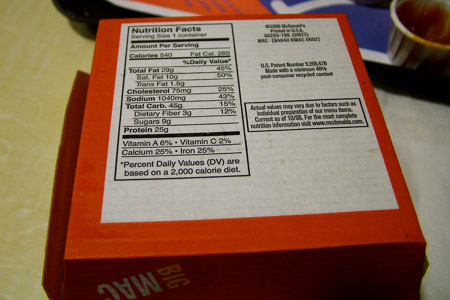 Nutrition Facts
Serving Size 1 container
Amount Per Serving
Calories 540 Fat Cal. 260
%Daily Value*
Total Fat 29g 45%
Sat. Fat 10g 50%
Trans Fat 1.5g
Cholesterol 75mg 25%
Sodium 1040mg 43%
Total Carb. 45g 15%
Dietary Fiber 3g 12%
Sugars 9g
Protein 25g
Vitamin A 6% • Vitamin C 2%
Calcium 25% • Iron 25%
*Percent Daily Values (DV) are
based on a 2,000 calorie diet.
©2006 McDonald's
Printed in U.S.A.
U.S. Patent Number 5,205,476
Made with a minimum 46%
post-consumer recycled content
Actual values may vary due to factors such as
individual preparation of our menu items.
Current as of 10/06. For the most complete
nutrition information visit www.mcdonalds.com.
BIG
MAC